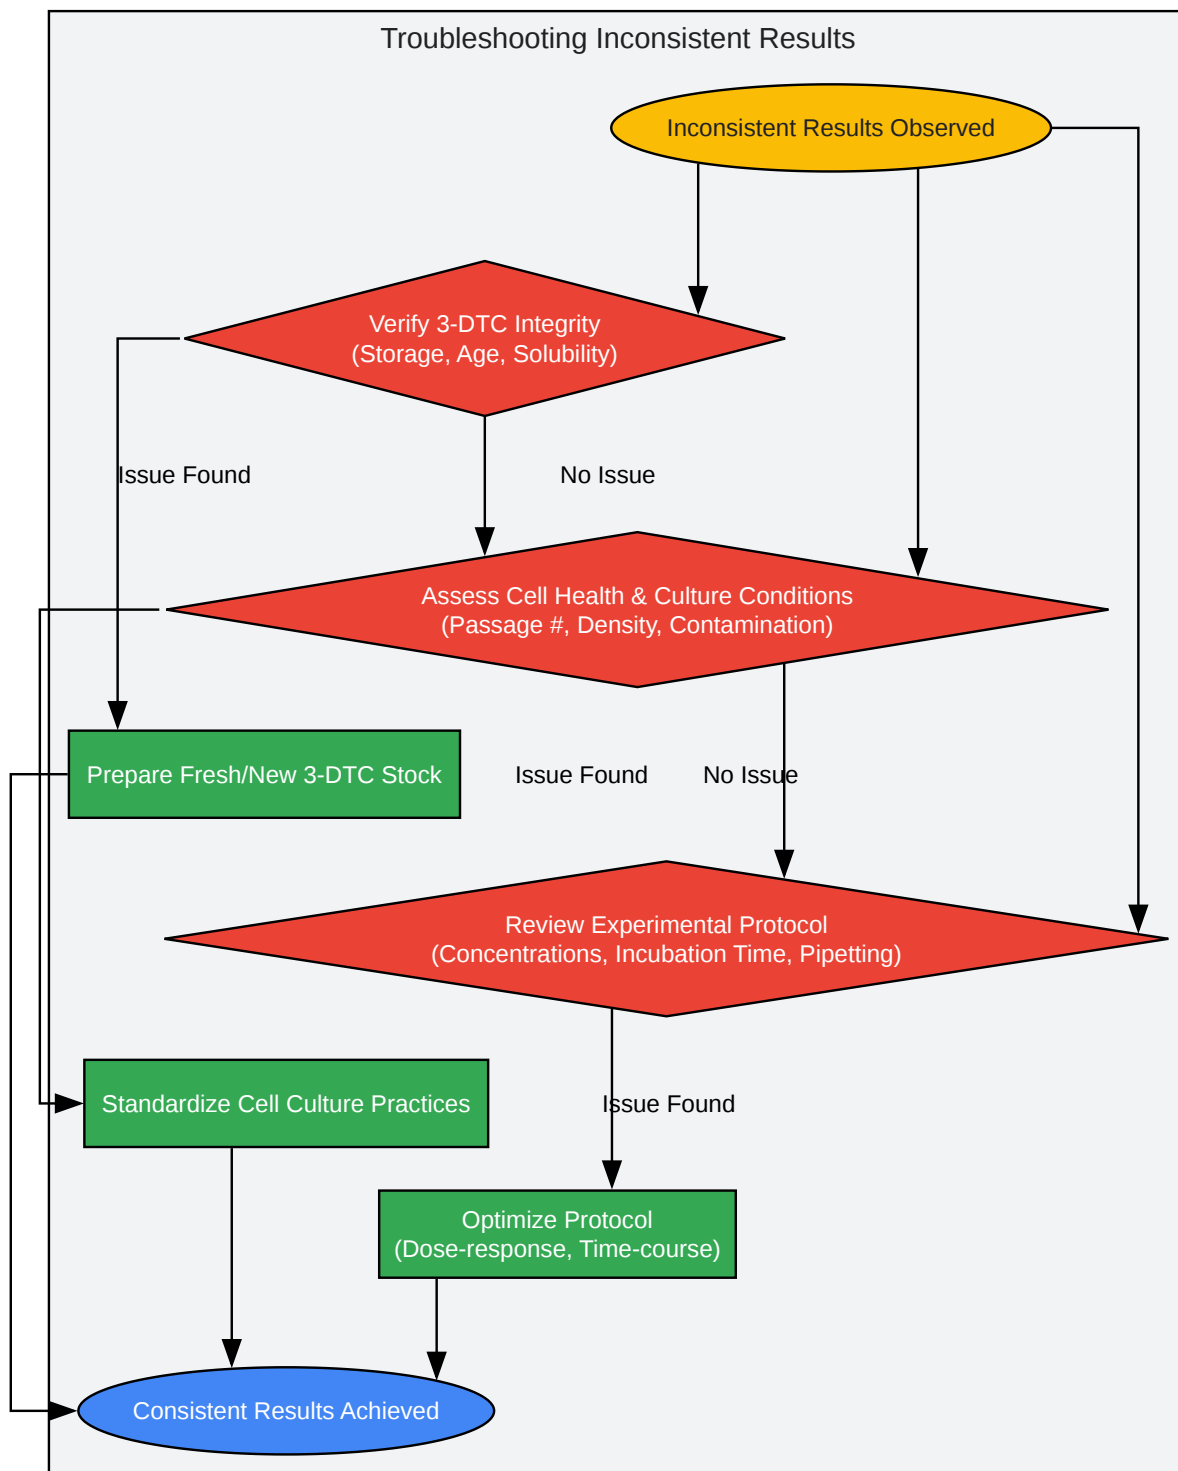 Troubleshooting Inconsistent Results
Inconsistent Results Observed
Verify 3-DTC Integrity
(Storage, Age, Solubility)
Issue Found
No Issue
Assess Cell Health & Culture Conditions
(Passage #, Density, Contamination)
Prepare Fresh/New 3-DTC Stock
Issue Found
No Issue
Review Experimental Protocol
(Concentrations, Incubation Time, Pipetting)
Standardize Cell Culture Practices
Issue Found
Optimize Protocol
(Dose-response, Time-course)
Consistent Results Achieved